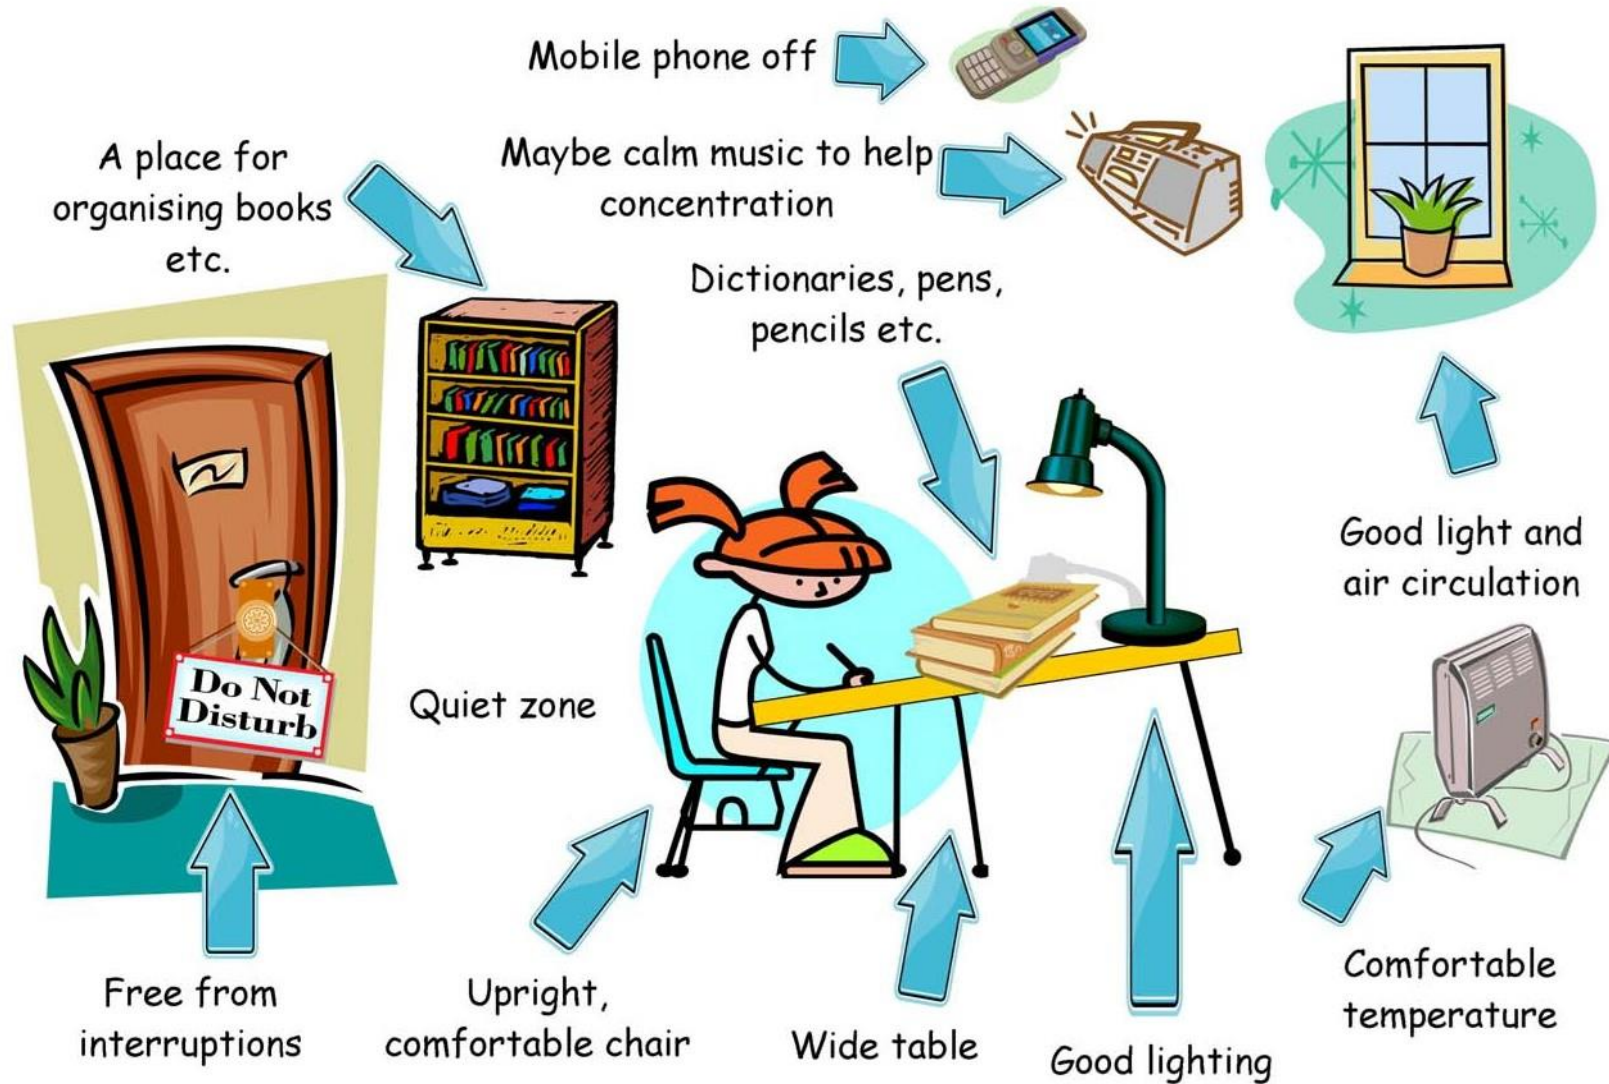 Mobile phone off
Maybe calm music to help
concentration
A place for
organising books
etc.
Dictionaries, pens,
pencils etc.
Good light and
air circulation
Do Not
Disturb
Quiet zone
Free from
interruptions
Upright,
comfortable chair
Wide table
Good lighting
Comfortable
temperature